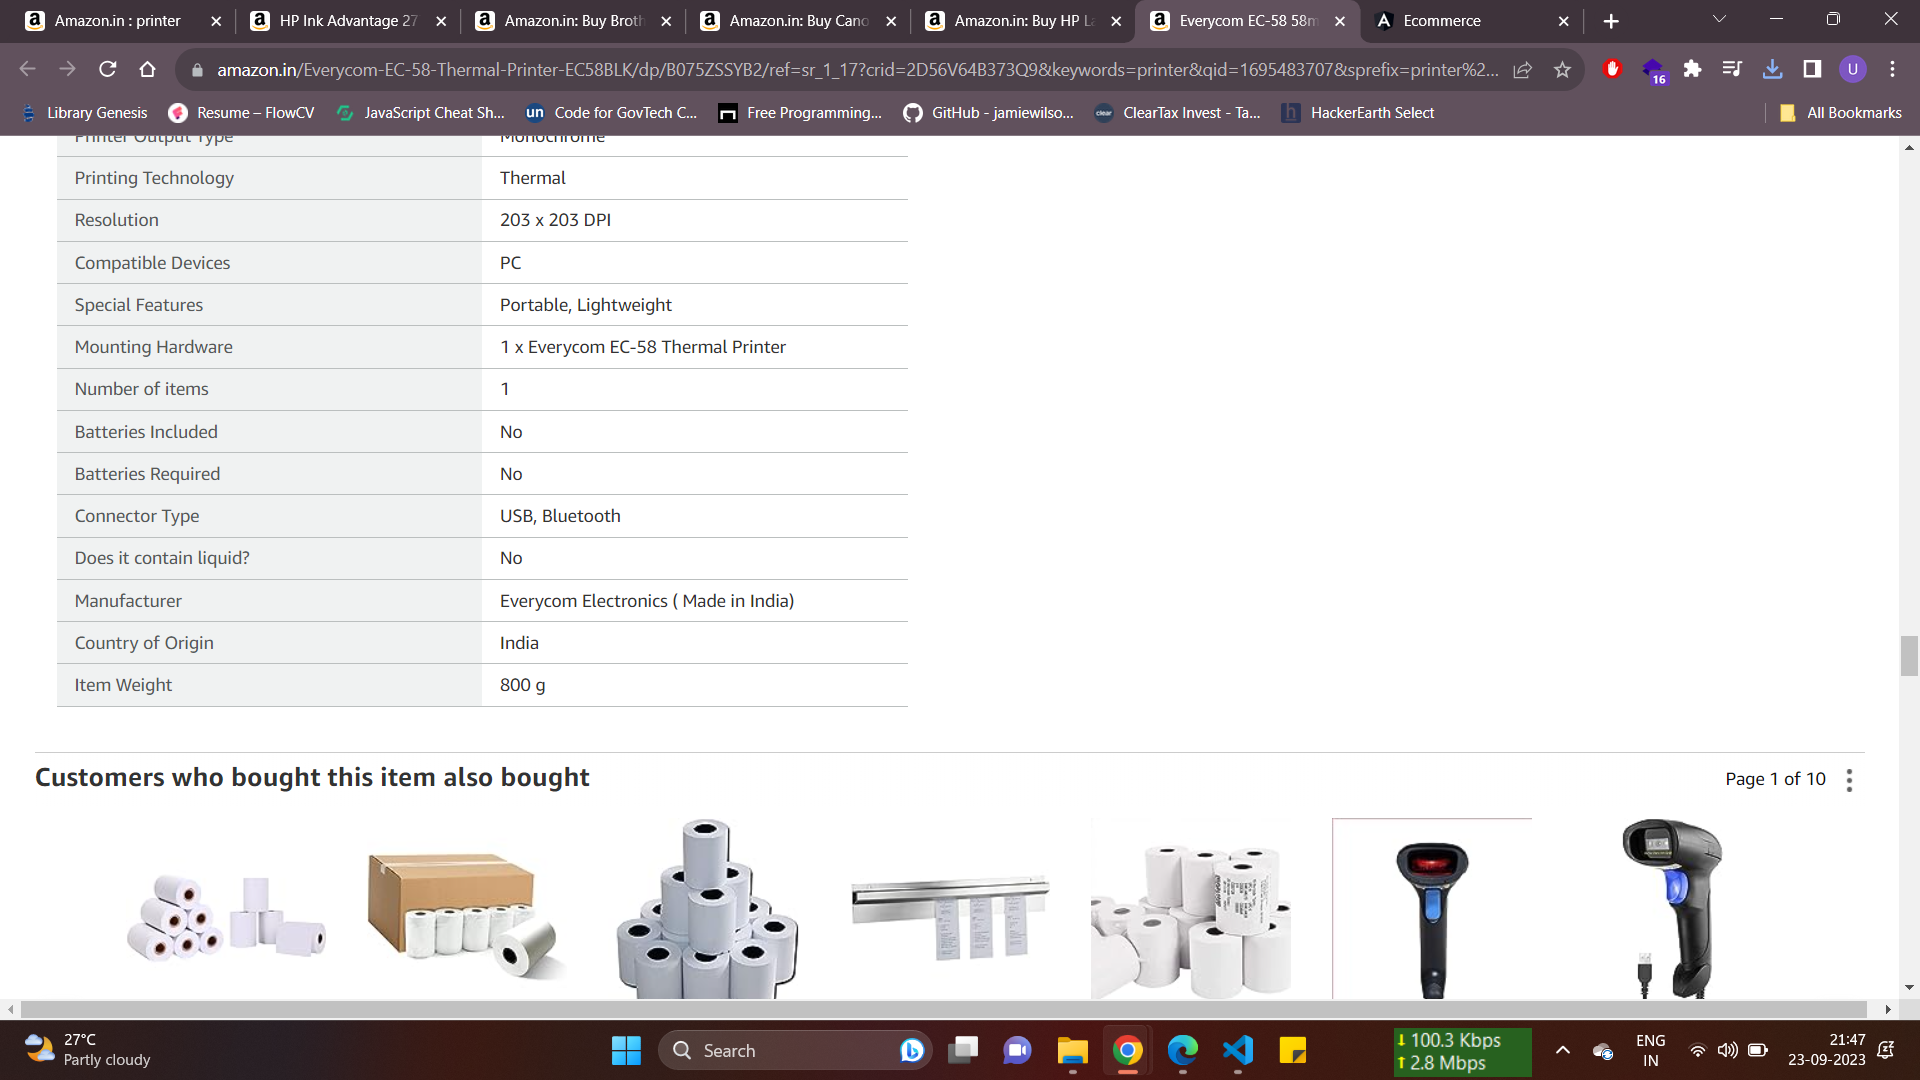 Amazon.in : printer
HP Ink Advantage 27
Amazon.in: Buy Broth
Amazon.in: Buy Cano
Amazon.in: Buy HP La
Everycom EC-58 58m
Ecommerce
amazon.in/Everycom-EC-58-Thermal-Printer-EC58BLK/dp/B075ZSSYB2/ref=sr_1_17?crid=2D56V64B373Q9&keywords=printer&qid=1695483707&sprefix=printer%2...
16
U
Library Genesis
Resume – FlowCV
JavaScript Cheat Sh...
un Code for GovTech C...
Free Programming...
GitHub - jamiewilso...
clear ClearTax Invest - Ta...
h HackerEarth Select
All Bookmarks
Printer Output Type Monochrome
Printing Technology Thermal
Resolution 203 x 203 DPI
Compatible Devices PC
Special Features Portable, Lightweight
Mounting Hardware 1 x Everycom EC-58 Thermal Printer
Number of items 1
Batteries Included No
Batteries Required No
Connector Type USB, Bluetooth
Does it contain liquid? No
Manufacturer Everycom Electronics ( Made in India)
Country of Origin India
Item Weight 800 g
Customers who bought this item also bought
Page 1 of 10
27°C
Partly cloudy
Search
100.3 Kbps
2.8 Mbps
ENG
IN
21:47
23-09-2023